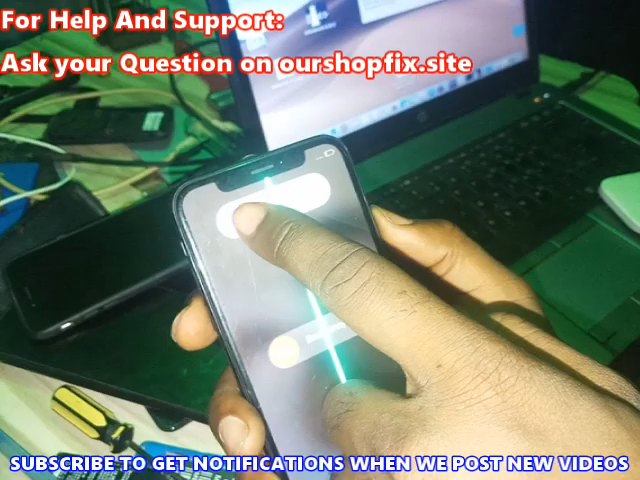 For Help And Support:
Ask your Question on ourshopfix.site
SUBSCRIBE TO GET NOTIFICATIONS WHEN WE POST NEW VIDEOS